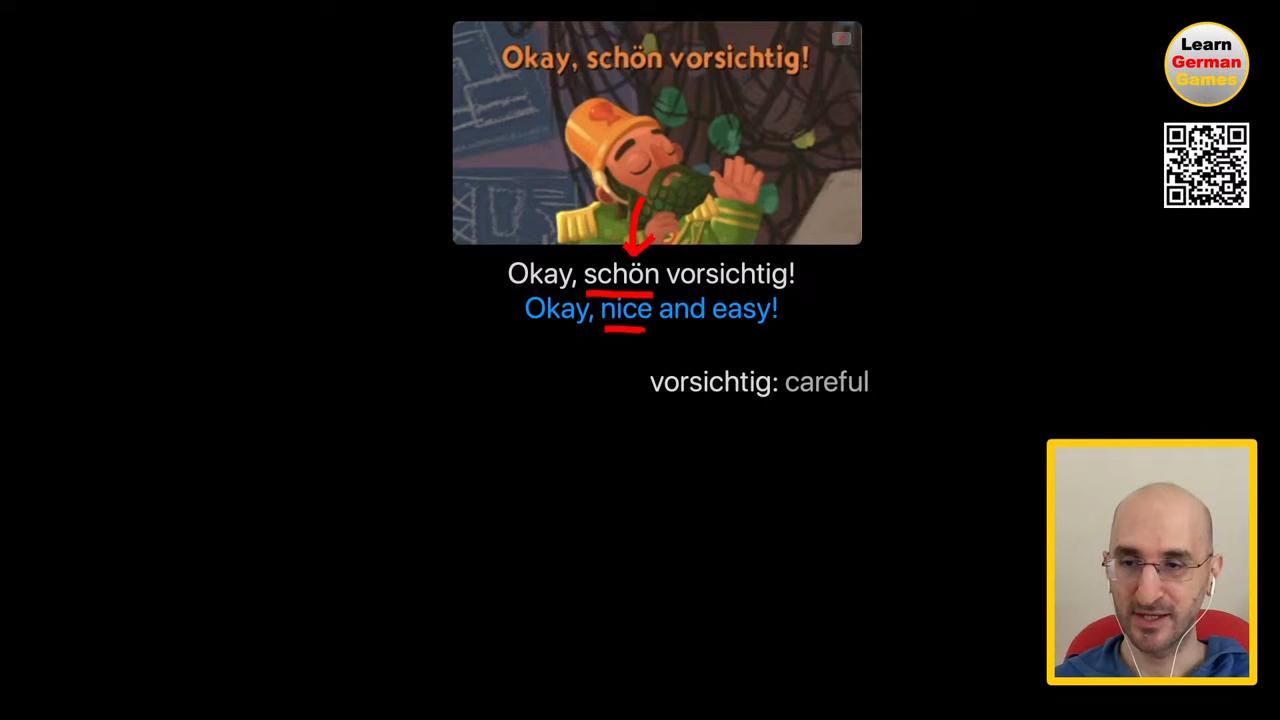 Okay, schön vorsichtig!
Learn
German
Games
Okay, schön vorsichtig!
Okay, nice and easy!
vorsichtig: careful